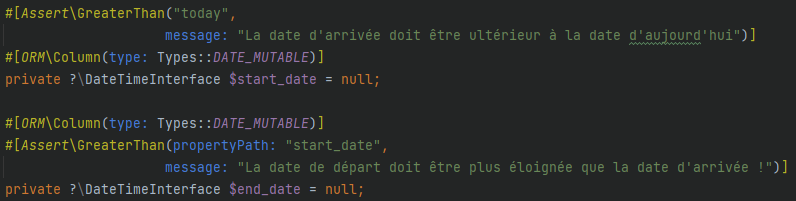 #[Assert\GreaterThan("today",
message: "La date d'arrivée doit être ultérieur à la date d'aujourd'hui")]
#[ORM\Column(type: Types::DATE_MUTABLE)]
private ?\DateTimeInterface $start_date = null;
#[ORM\Column(type: Types::DATE_MUTABLE)]
#[Assert\GreaterThan(propertyPath: "start_date",
message: "La date de départ doit être plus éloignée que la date d'arrivée !")]
private ?\DateTimeInterface $end_date = null;